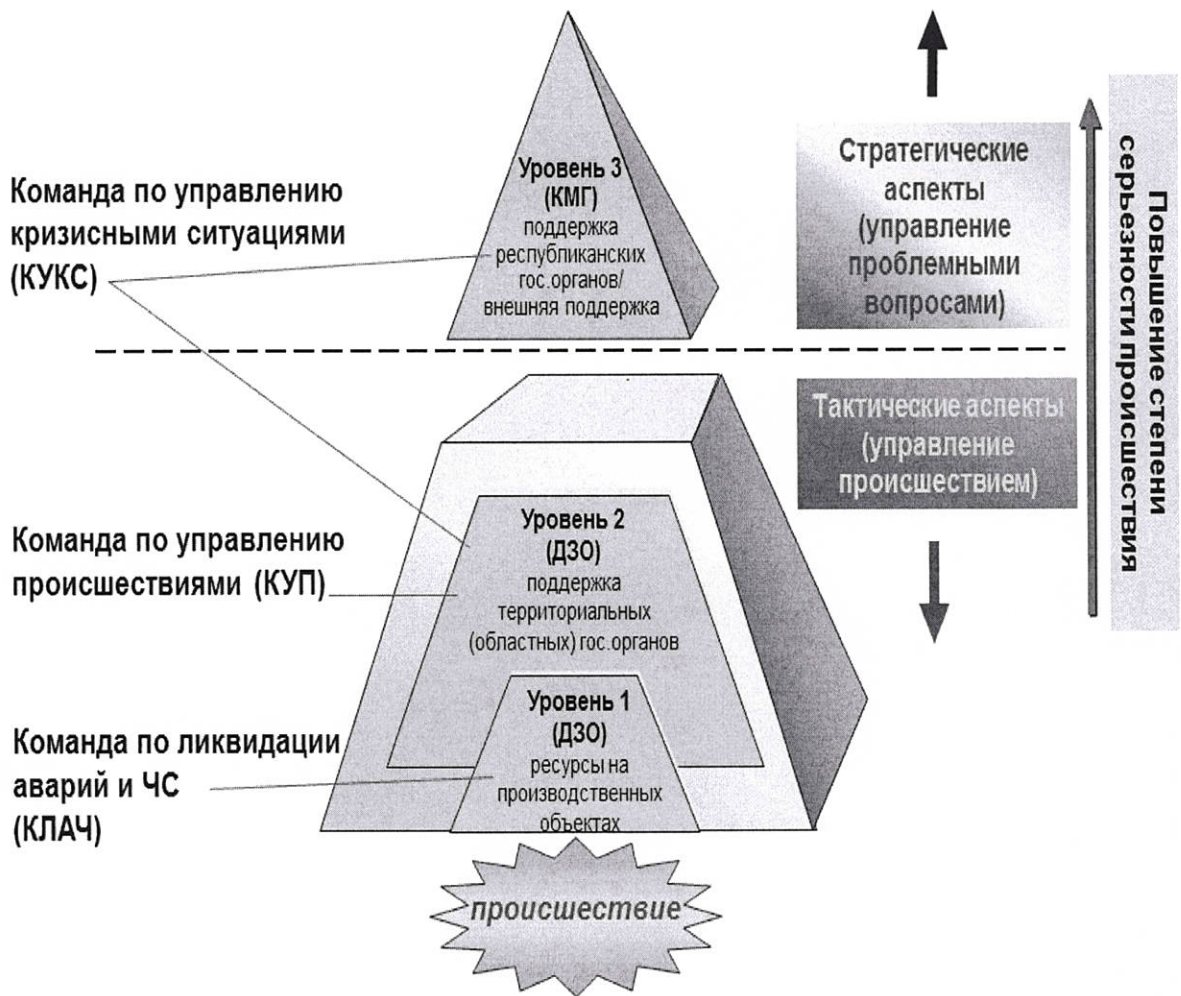 Уровень 3
(КМГ)
поддержка
республиканских
гос.органов/
внешняя поддержка
Команда по управлению
кризисными ситуациями
(КУКС)
Стратегические
аспекты
(управление
проблемными
вопросами)
Повышение степени
серьезности происшествия
Тактические аспекты
(управление
происшествием)
Команда по управлению
происшествиями (КУП)
Уровень 2
(ДЗО)
поддержка
территориальных
(областных) гос.органов
Команда по ликвидации
аварий и ЧС
(КЛАЧ)
Уровень 1
(ДЗО)
ресурсы на
производственных
объектах
происшествие